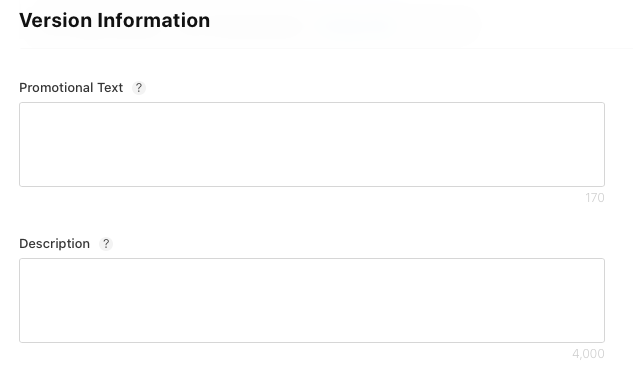 Version Information
Promotional Text ?
170
Description ?
4,000